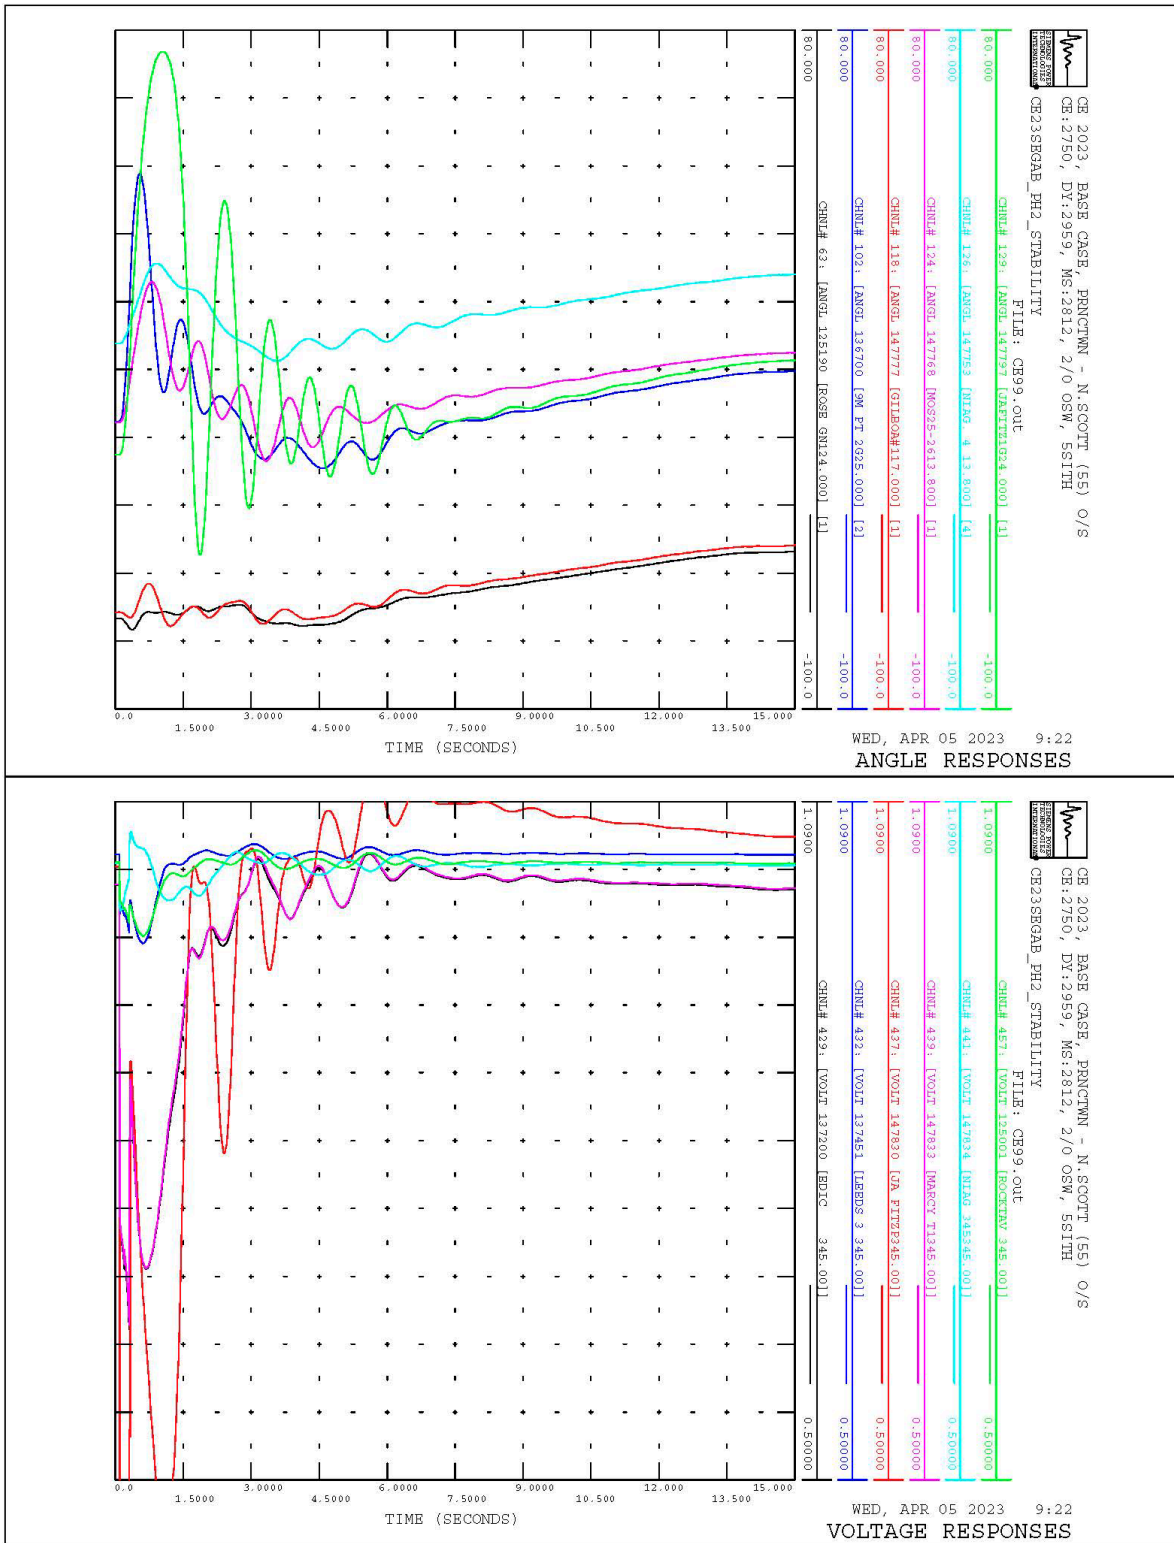 SIEMENS POWER
TECHNOLOGIES
INTERNATIONAL
CE 2023, BASE CASE, PRNCTWN - N.SCOTT (55) O/S
CE:2750, DY:2959, MS:2812, 2/0 OSW, 5SITH
CE23SEGAB_PH2_STABILITY
FILE: CE99.out
CHNL# 129: [ANGL 147797 [JAFITZ1G24.000] [1]
80.000
-100.0
CHNL# 126: [ANGL 147753 [NIAG. 4 13.800] [4]
80.000
-100.0
CHNL# 124: [ANGL 147768 [MOS25-2613.800] [1]
80.000
-100.0
CHNL# 118: [ANGL 147777 [GILBOA#117.000] [1]
80.000
-100.0
CHNL# 102: [ANGL 136700 [9M PT 2G25.000] [2]
80.000
-100.0
CHNL# 63: [ANGL 125190 [ROSE GN124.000] [1]
80.000
-100.0
0.0
1.5000
3.0000
4.5000
6.0000
7.5000
9.0000
10.500
12.000
13.500
15.000
TIME (SECONDS)
WED, APR 05 2023 9:22
ANGLE RESPONSES
SIEMENS POWER
TECHNOLOGIES
INTERNATIONAL
CE 2023, BASE CASE, PRNCTWN - N.SCOTT (55) O/S
CE:2750, DY:2959, MS:2812, 2/0 OSW, 5SITH
CE23SEGAB_PH2_STABILITY
FILE: CE99.out
CHNL# 457: [VOLT 125001 [ROCKTAV 345.00]]
1.0900
0.50000
CHNL# 441: [VOLT 147834 [NIAG 345345.00]]
1.0900
0.50000
CHNL# 439: [VOLT 147833 [MARCY T1345.00]]
1.0900
0.50000
CHNL# 437: [VOLT 147830 [JA FITZP345.00]]
1.0900
0.50000
CHNL# 432: [VOLT 137451 [LEEDS 3 345.00]]
1.0900
0.50000
CHNL# 429: [VOLT 137200 [EDIC 345.00]]
1.0900
0.50000
0.0
1.5000
3.0000
4.5000
6.0000
7.5000
9.0000
10.500
12.000
13.500
15.000
TIME (SECONDS)
WED, APR 05 2023 9:22
VOLTAGE RESPONSES